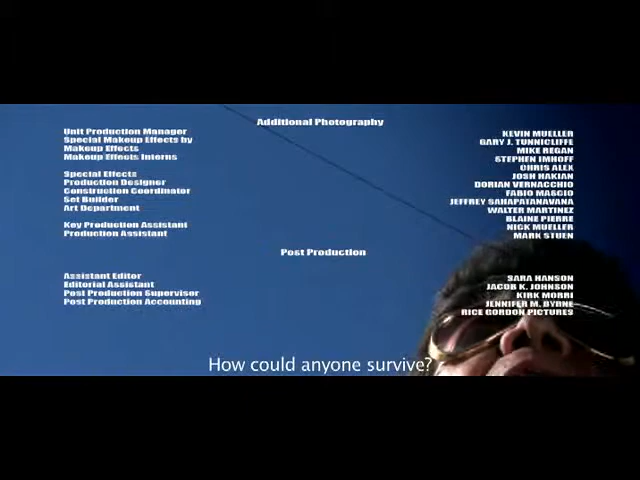 Additional Photography
Unit Production Manager KEVIN MUELLER
Special Makeup Effects by GARY J. TUNNICLIFFE
Makeup Effects MIKE REGAN
Makeup Effects Interns STEPHEN IMHOFF
CHRIS ALEX
Special Effects JOSH HAKIAN
Production Designer DORIAN VERNACCHIO
Construction Coordinator FABIO MASCIO
Set Builder JEFFREY SAHAPATANAVANA
Art Department WALTER MARTINEZ
BLAINE PIERRE
Key Production Assistant NICK MUELLER
Production Assistant MARK STUEN
Post Production
Assistant Editor SARA HANSON
Editorial Assistant JACOB K. JOHNSON
Post Production Supervisor KIRK MORRI
Post Production Accounting JENNIFER M. BYRNE
RICE GORDON PICTURES
How could anyone survive?